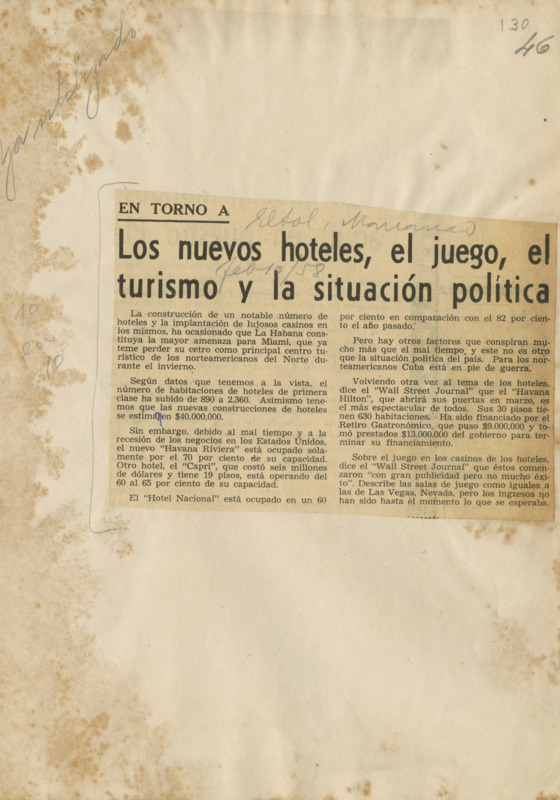 130
46
ya utilizado
EN TORNO A
El Sol, Marianao
feb 10/58
Los nuevos hoteles, el juego, el
turismo y la situación política
La construcción de un notable número de
hoteles y la implantación de lujosos casinos en
los mismos, ha ocasionado que La Habana cons-
tituya la mayor amenaza para Miami, que ya
teme perder su cetro como principal centro tu-
rístico de los norteamericanos del Norte duran-
te el invierno.
Según datos que tenemos a la vista, el
número de habitaciones de hoteles de primera
clase ha subido de 890 a 2,360. Asimismo tene-
mos que las nuevas construcciones de hoteles
se estiman en $40.000,000.
Sin embargo, debido al mal tiempo y a la
recesión de los negocios en los Estados Unidos,
el nuevo "Havana Riviera" está ocupado sola-
mente por el 70 por ciento de su capacidad.
Otro hotel, el "Capri", que costó seis millones
de dólares y tiene 19 pisos, está operando del
60 al 65 por ciento de su capacidad.
El "Hotel Nacional" está ocupado en un 60
por ciento en comparación con el 82 por cien-
to el año pasado.
Pero hay otros factores que conspiran mu-
cho más que el mal tiempo, y este no es otro
que la situación política del país. Para los nor-
teamericanos Cuba está en pie de guerra.
Volviendo otra vez al tema de los hoteles,
dice el "Wall Street Journal" que el "Havana
Hilton", que abrirá sus puertas en marzo, es
el más espectacular de todos. Sus 30 pisos tie-
nen 630 habitaciones. Ha sido financiado por el
Retiro Gastronómico, que puso $9.000,000 y to-
mó prestados $13.000,000 del gobierno para ter-
minar su financiamiento.
Sobre el juego en los casinos de los hoteles,
dice el "Wall Street Journal" que éstos comen-
zaron "con gran publicidad pero no mucho éxi-
to". Describe las salas de juego como iguales a
las de Las Vegas, Nevada, pero los ingresos no
han sido hasta el momento lo que se esperaba.
10
10